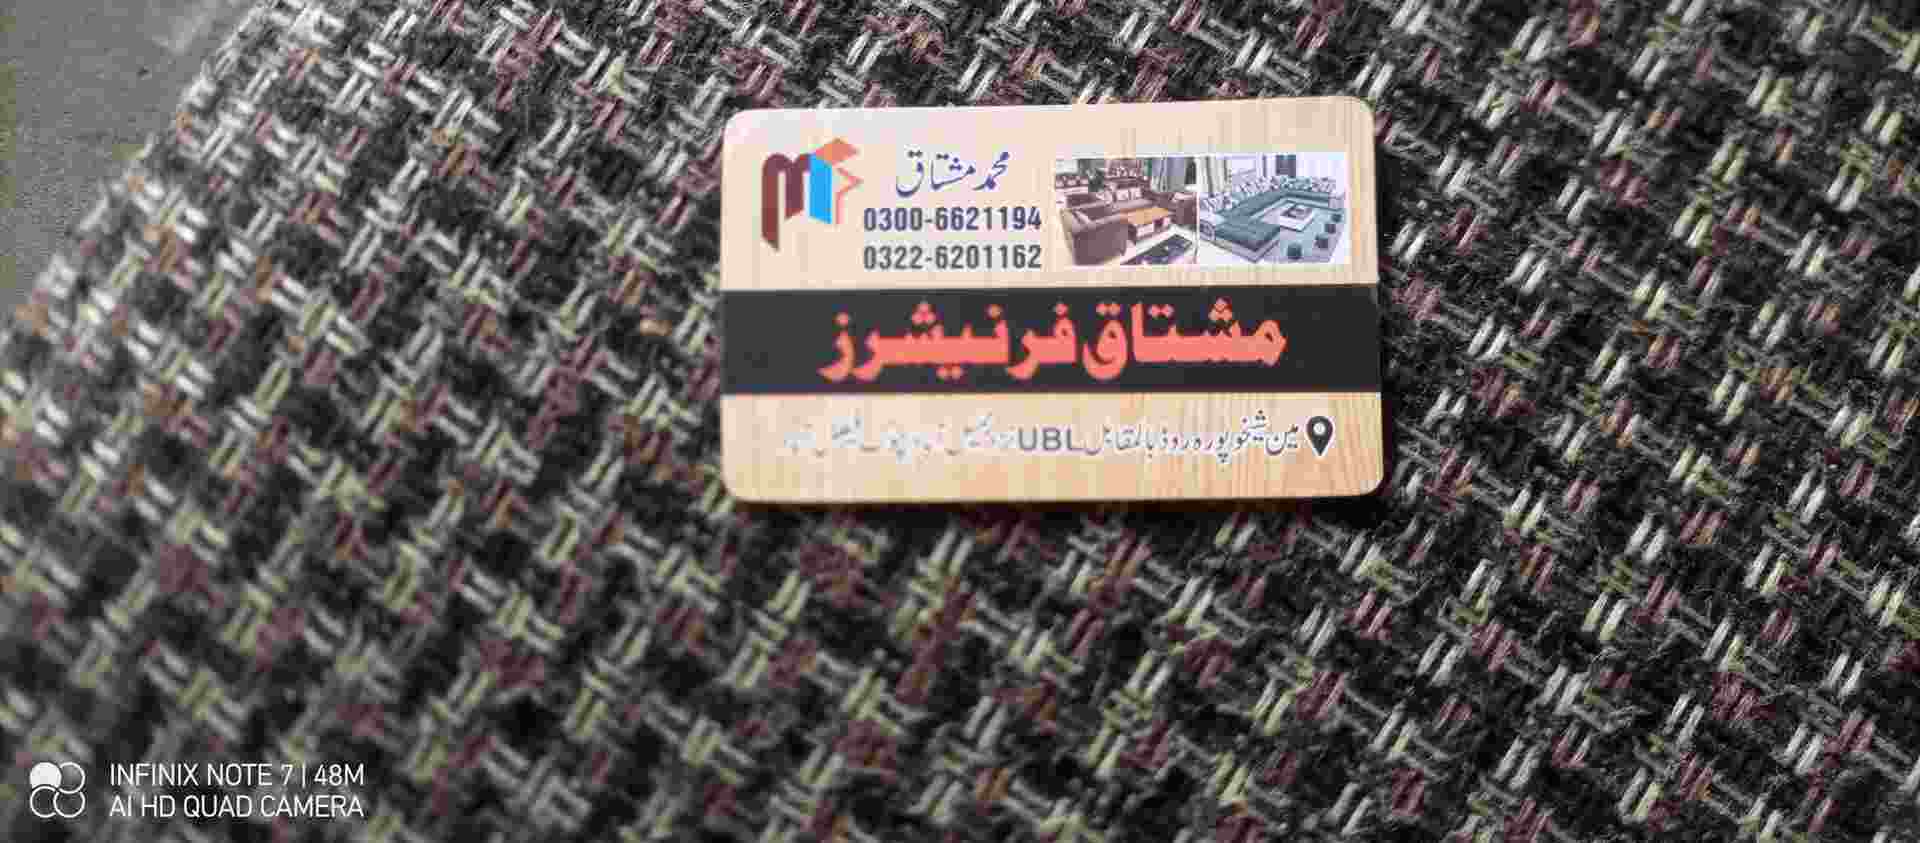 محمد مشتاق
0300-6621194
0322-6201162
مشتاق فرنیشرز
مین شیخوپورہ روڈ بالمقابل UBL
INFINIX NOTE 7 | 48M
AI HD QUAD CAMERA